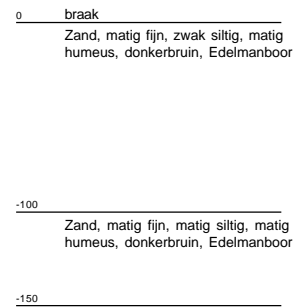 0 braak
Zand, matig fijn, zwak siltig, matig
humeus, donkerbruin, Edelmanboor
-100
Zand, matig fijn, matig siltig, matig
humeus, donkerbruin, Edelmanboor
-150